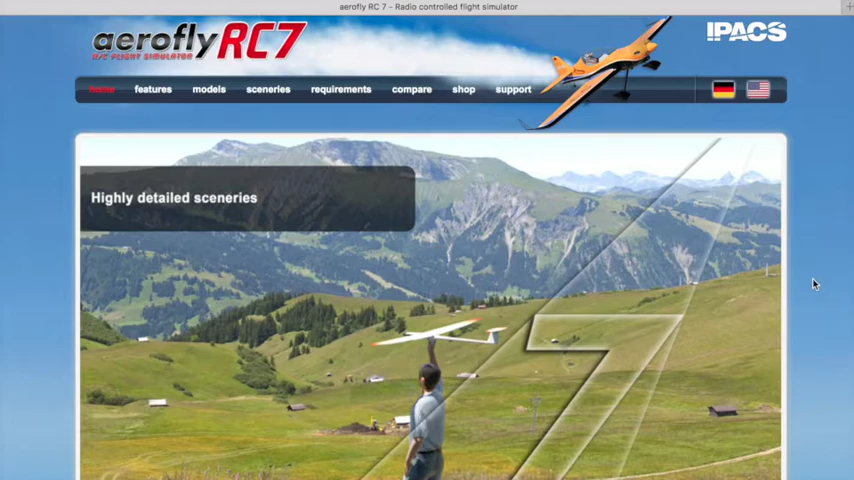 aerofly RC 7 - Radio controlled flight simulator
aeroflyRC7
R/C FLIGHT SIMULATOR
IPACS
home features models sceneries requirements compare shop support
Highly detailed sceneries
7